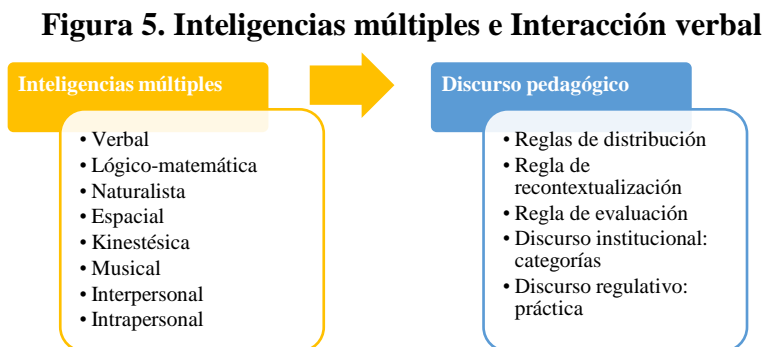 Figura 5. Inteligencias múltiples e Interacción verbal
Inteligencias múltiples
• Verbal
• Lógico-matemática
• Naturalista
• Espacial
• Kinestésica
• Musical
• Interpersonal
• Intrapersonal
Discurso pedagógico
• Reglas de distribución
• Regla de
recontextualización
• Regla de evaluación
• Discurso institucional:
categorías
• Discurso regulativo:
práctica